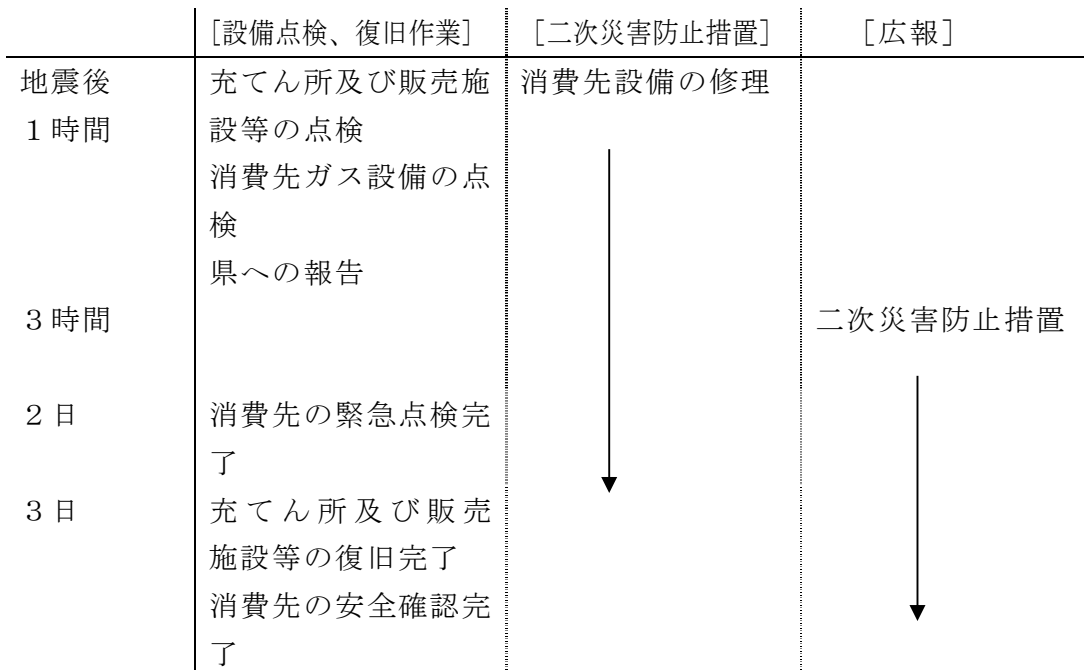 [設備点検、復旧作業] [二次災害防止措置] [広報]
地震後 充てん所及び販売施 消費先設備の修理
１時間 設等の点検
消費先ガス設備の点
検
県への報告
３時間 二次災害防止措置
２日 消費先の緊急点検完
了
３日 充てん所及び販売
施設等の復旧完了
消費先の安全確認完
了